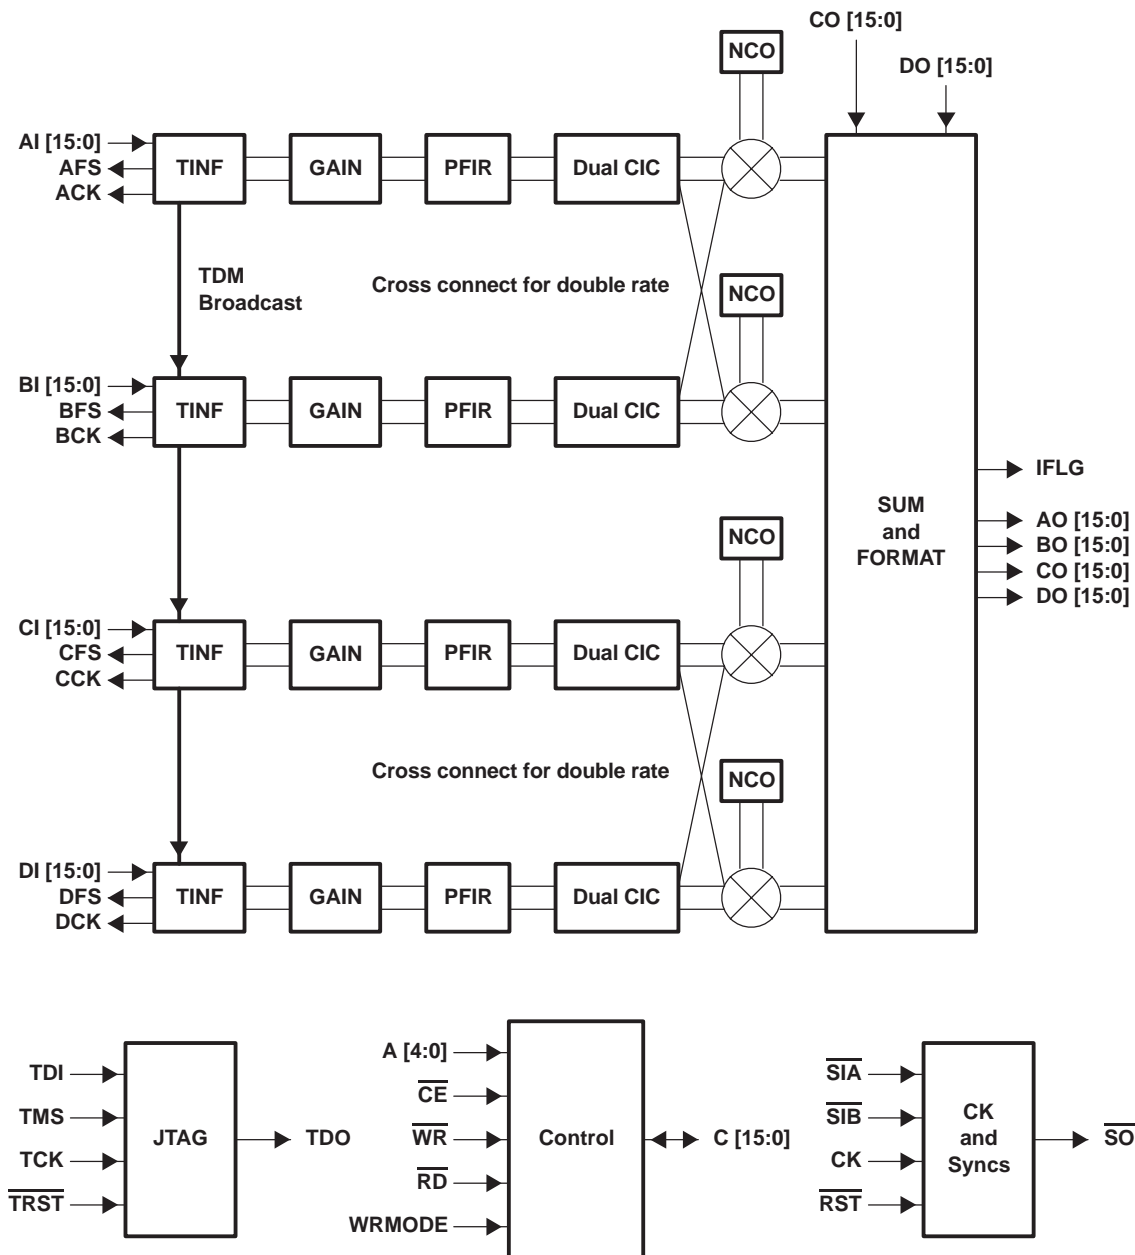 CO [15:0]
DO [15:0]
NCO
AI [15:0]
AFS
ACK
TINF
GAIN
PFIR
Dual CIC
TDM
Broadcast
Cross connect for double rate
NCO
BI [15:0]
BFS
BCK
TINF
GAIN
PFIR
Dual CIC
SUM
and
FORMAT
IFLG
AO [15:0]
BO [15:0]
CO [15:0]
DO [15:0]
NCO
CI [15:0]
CFS
CCK
TINF
GAIN
PFIR
Dual CIC
Cross connect for double rate
NCO
DI [15:0]
DFS
DCK
TINF
GAIN
PFIR
Dual CIC
TDI
TMS
TCK
TRST
JTAG
TDO
A [4:0]
CE
WR
RD
WRMODE
Control
C [15:0]
SIA
SIB
CK
RST
CK
and
Syncs
SO